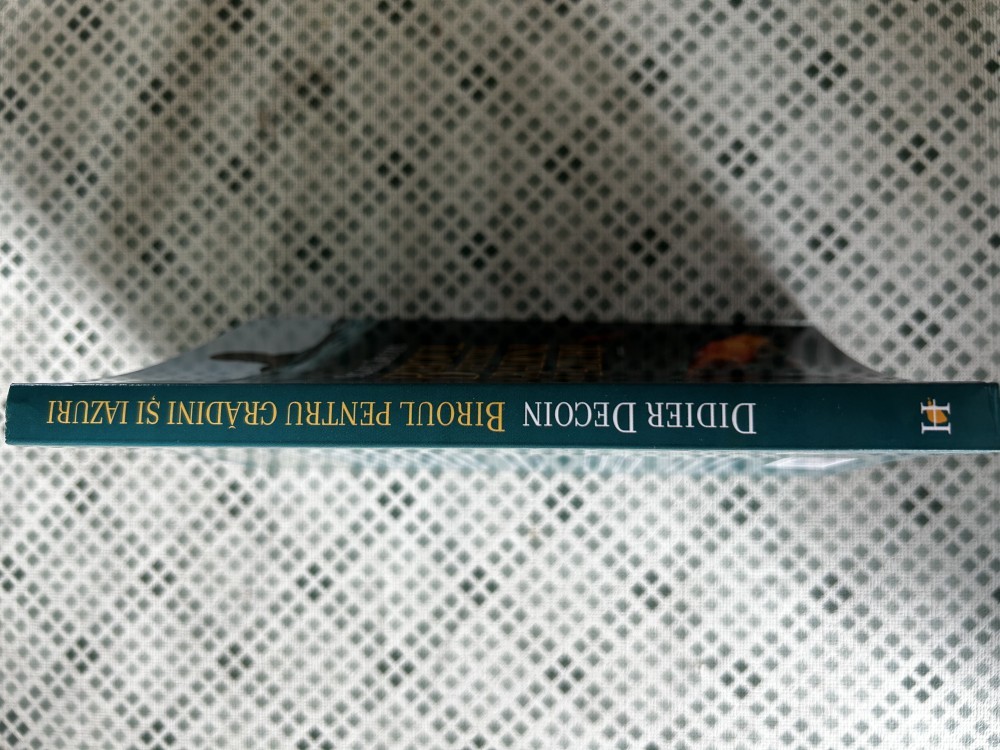 DIDIER DECOIN BIROUL PENTRU GRĂDINI ȘI IAZURI
H